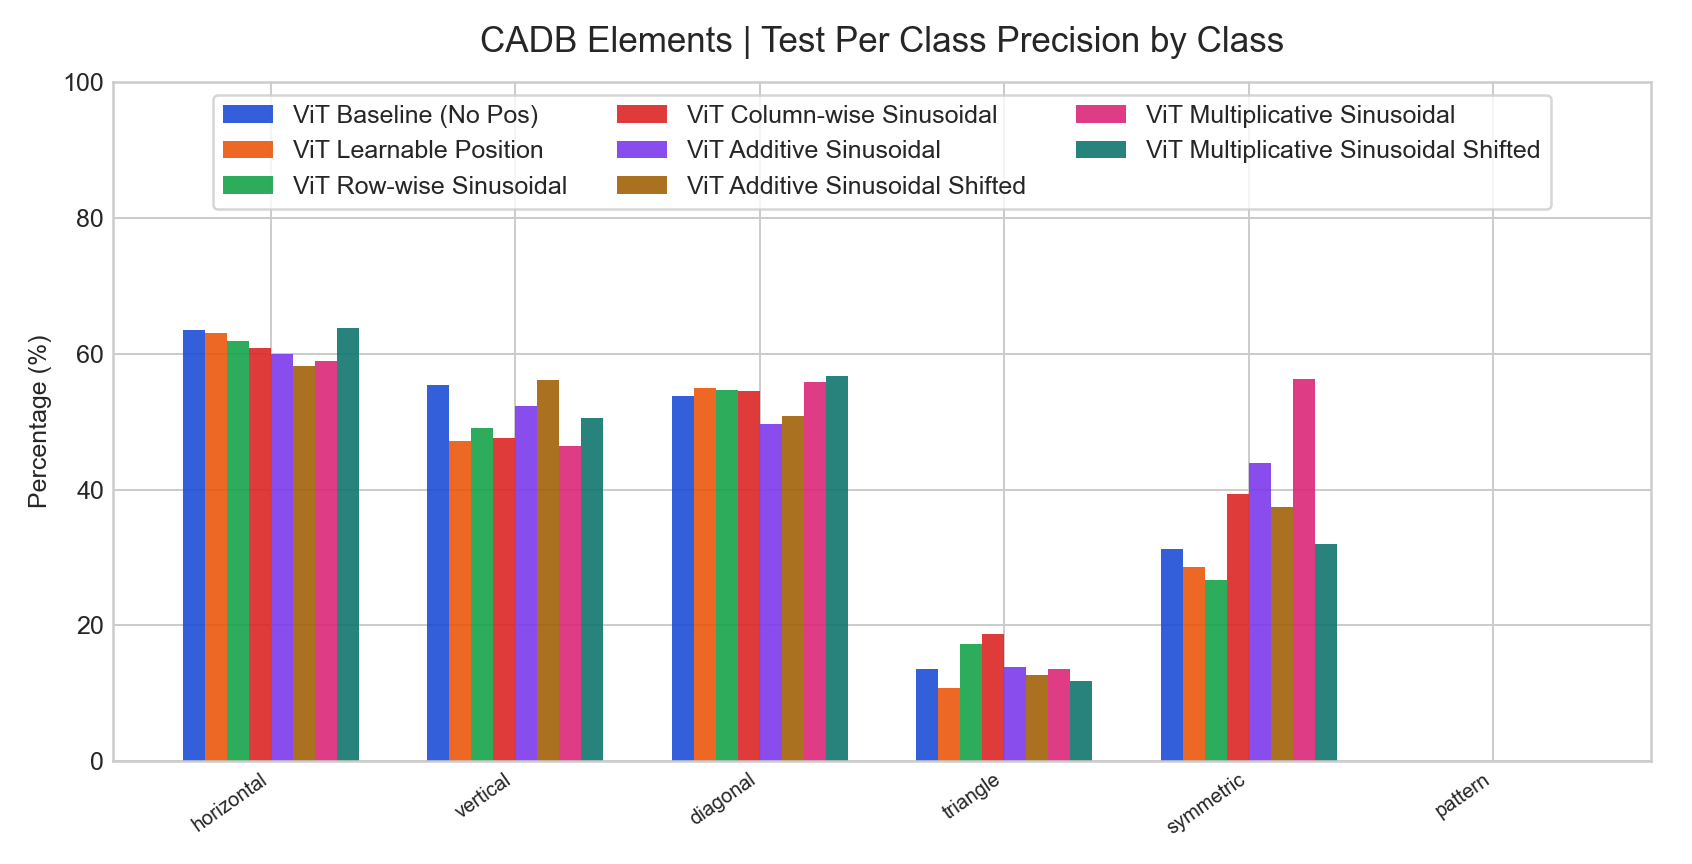 CADB Elements | Test Per Class Precision by Class
ViT Baseline (No Pos)
ViT Learnable Position
ViT Row-wise Sinusoidal
ViT Column-wise Sinusoidal
ViT Additive Sinusoidal
ViT Additive Sinusoidal Shifted
ViT Multiplicative Sinusoidal
ViT Multiplicative Sinusoidal Shifted
Percentage (%)
100
80
60
40
20
0
horizontal
vertical
diagonal
triangle
symmetric
pattern